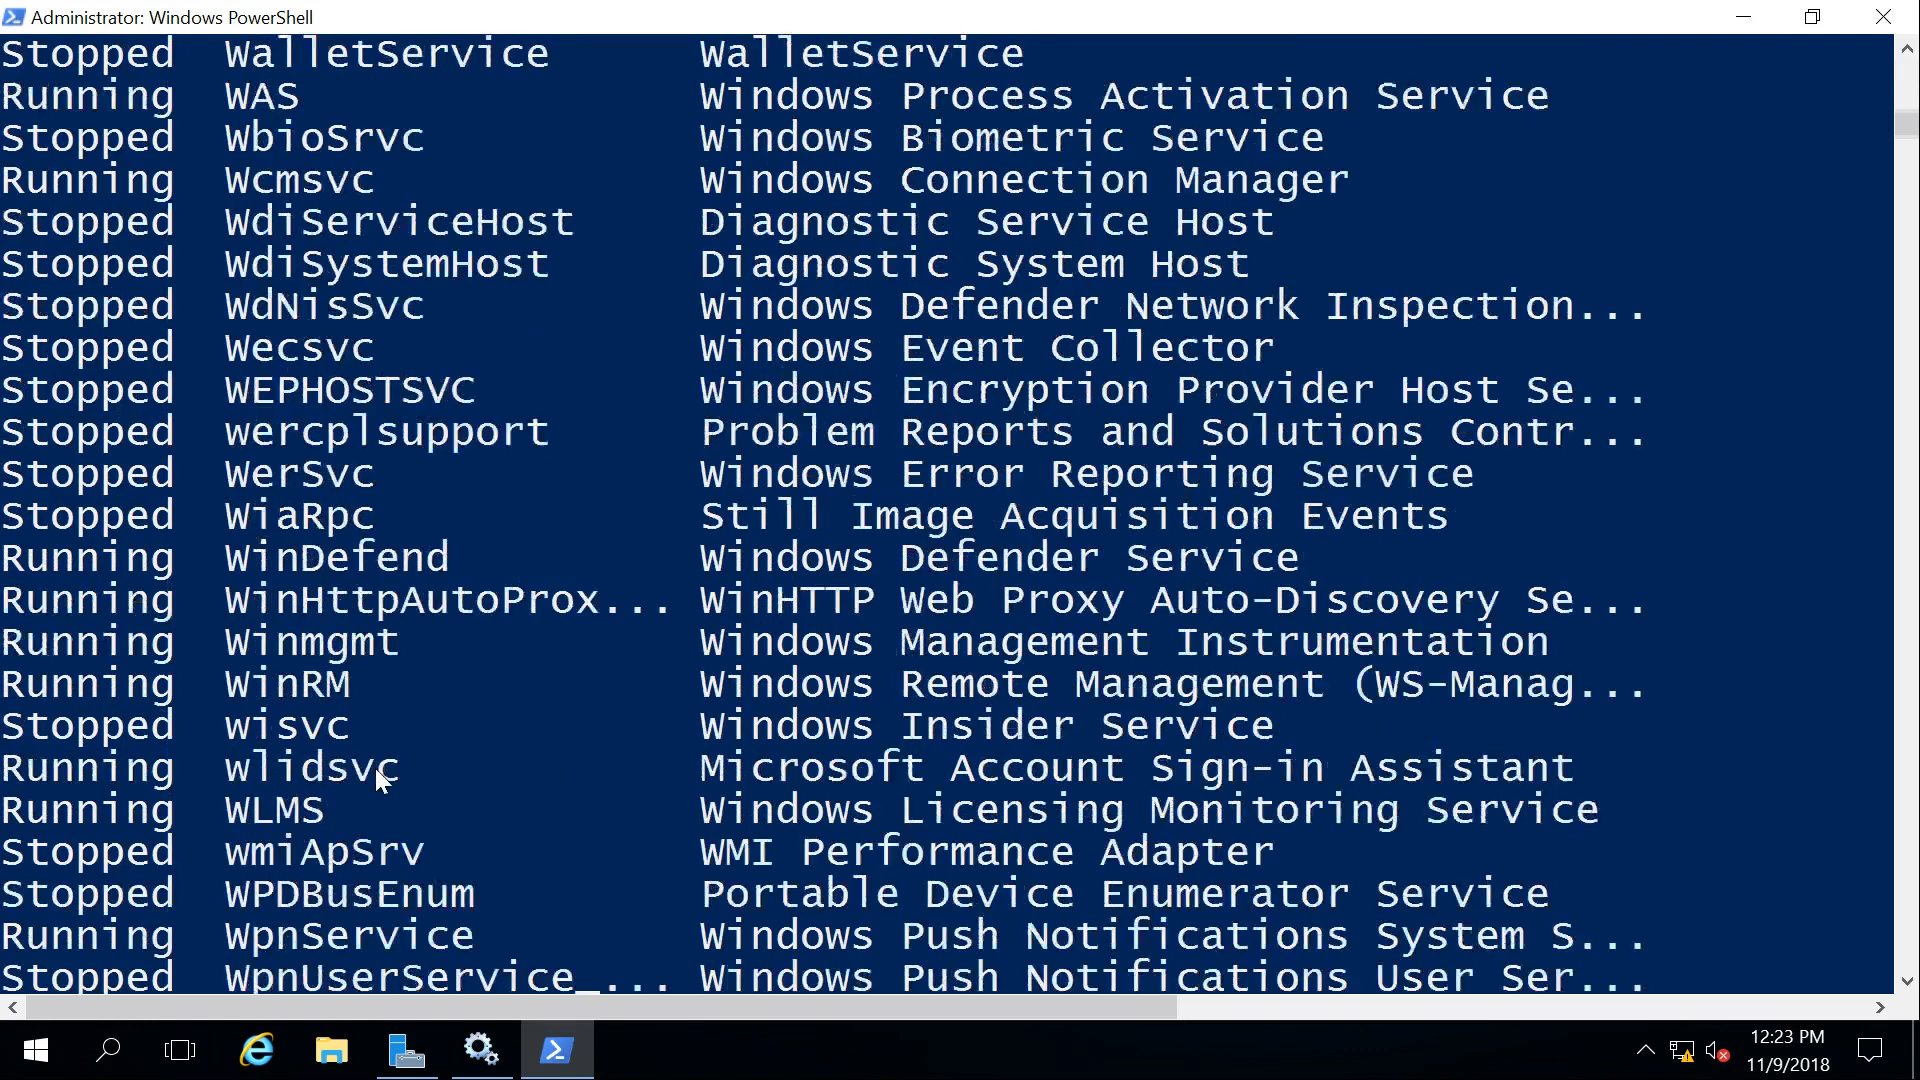 Administrator: Windows PowerShell
Stopped WalletService WalletService
Running WAS Windows Process Activation Service
Stopped WbioSrvc Windows Biometric Service
Running Wcmsvc Windows Connection Manager
Stopped WdiServiceHost Diagnostic Service Host
Stopped WdiSystemHost Diagnostic System Host
Stopped WdNisSvc Windows Defender Network Inspection...
Stopped Wecsvc Windows Event Collector
Stopped WEPHOSTSVC Windows Encryption Provider Host Se...
Stopped wercplsupport Problem Reports and Solutions Contr...
Stopped WerSvc Windows Error Reporting Service
Stopped WiaRpc Still Image Acquisition Events
Running WinDefend Windows Defender Service
Running WinHttpAutoProx... WinHTTP Web Proxy Auto-Discovery Se...
Running Winmgmt Windows Management Instrumentation
Running WinRM Windows Remote Management (WS-Manag...
Stopped wisvc Windows Insider Service
Running wlidsvc Microsoft Account Sign-in Assistant
Running WLMS Windows Licensing Monitoring Service
Stopped wmiApSrv WMI Performance Adapter
Stopped WPDBusEnum Portable Device Enumerator Service
Running WpnService Windows Push Notifications System S...
Stopped WpnUserService_... Windows Push Notifications User Ser...
12:23 PM
11/9/2018